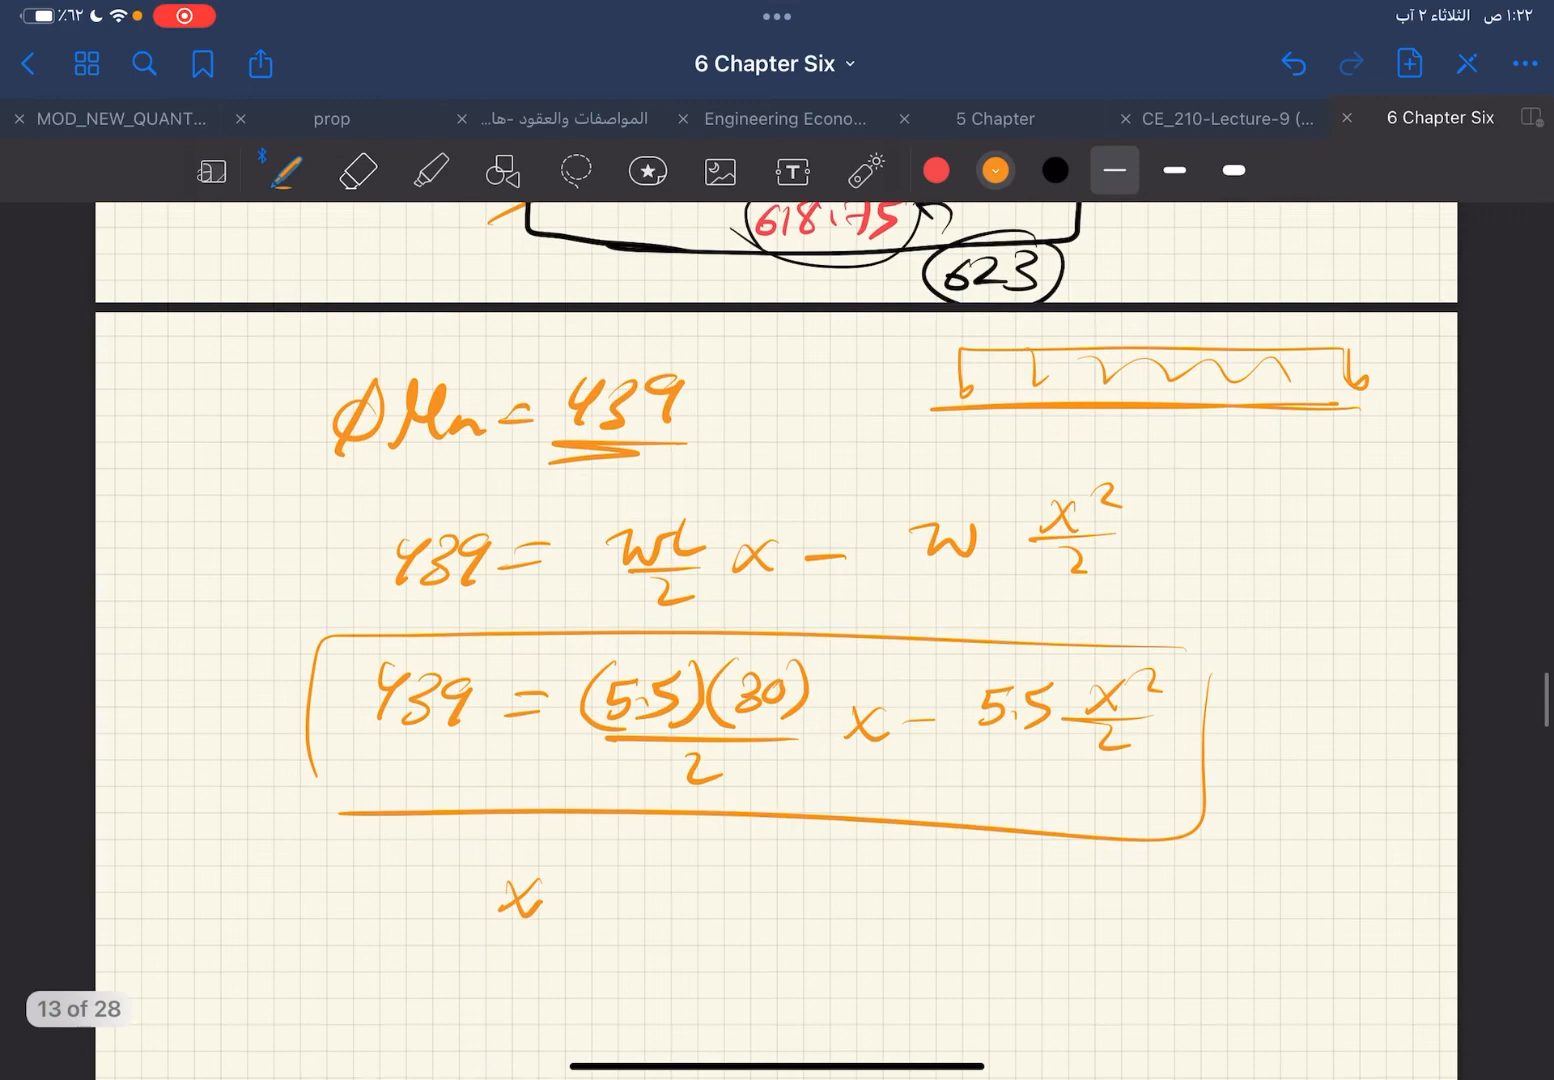 ٪٦٢
الثلاثاء ٢ آب ١:٢٢ ص
6 Chapter Six
MOD_NEW_QUANT...
prop
المواصفات والعقود -ها...
Engineering Econo...
5 Chapter
CE_210-Lecture-9 (...
6 Chapter Six
T
618.75
623
φMn = 439
439 = wL/2 x - w x²/2
439 = (5.5)(30)/2 x - 5.5 x²/2
x
13 of 28